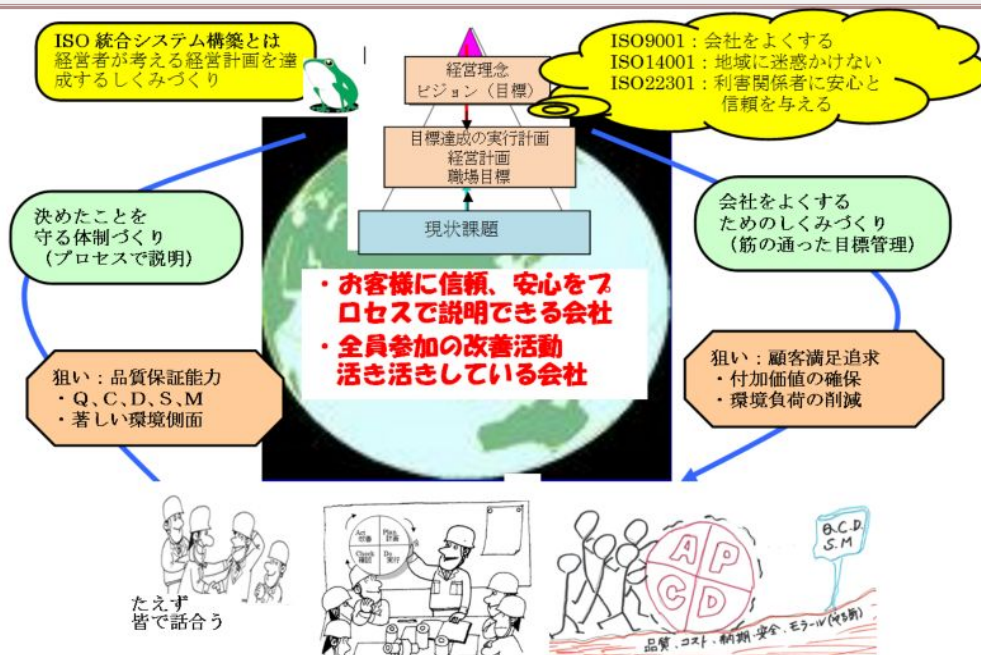 ISO 統合システム構築とは
経営者が考える経営計画を達
成するしくみづくり
経営理念
ビジョン（目標）
ISO9001：会社をよくする
ISO14001：地域に迷惑かけない
ISO22301：利害関係者に安心と
信頼を与える
目標達成の実行計画
経営計画
職場目標
現状課題
決めたことを
守る体制づくり
（プロセスで説明）
会社をよくする
ためのしくみづくり
（筋の通った目標管理）
・お客様に信頼、安心をプ
ロセスで説明できる会社
・全員参加の改善活動
活き活きしている会社
狙い：品質保証能力
・Q、C、D、S、M
・著しい環境側面
狙い：顧客満足追求
・付加価値の確保
・環境負荷の削減
たえず
皆で話合う
Act
改善
Plan
計画
Check
確認
Do
実行
A P
C D
Q.C.D.
S.M
品質、コスト、納期、安全、モラール